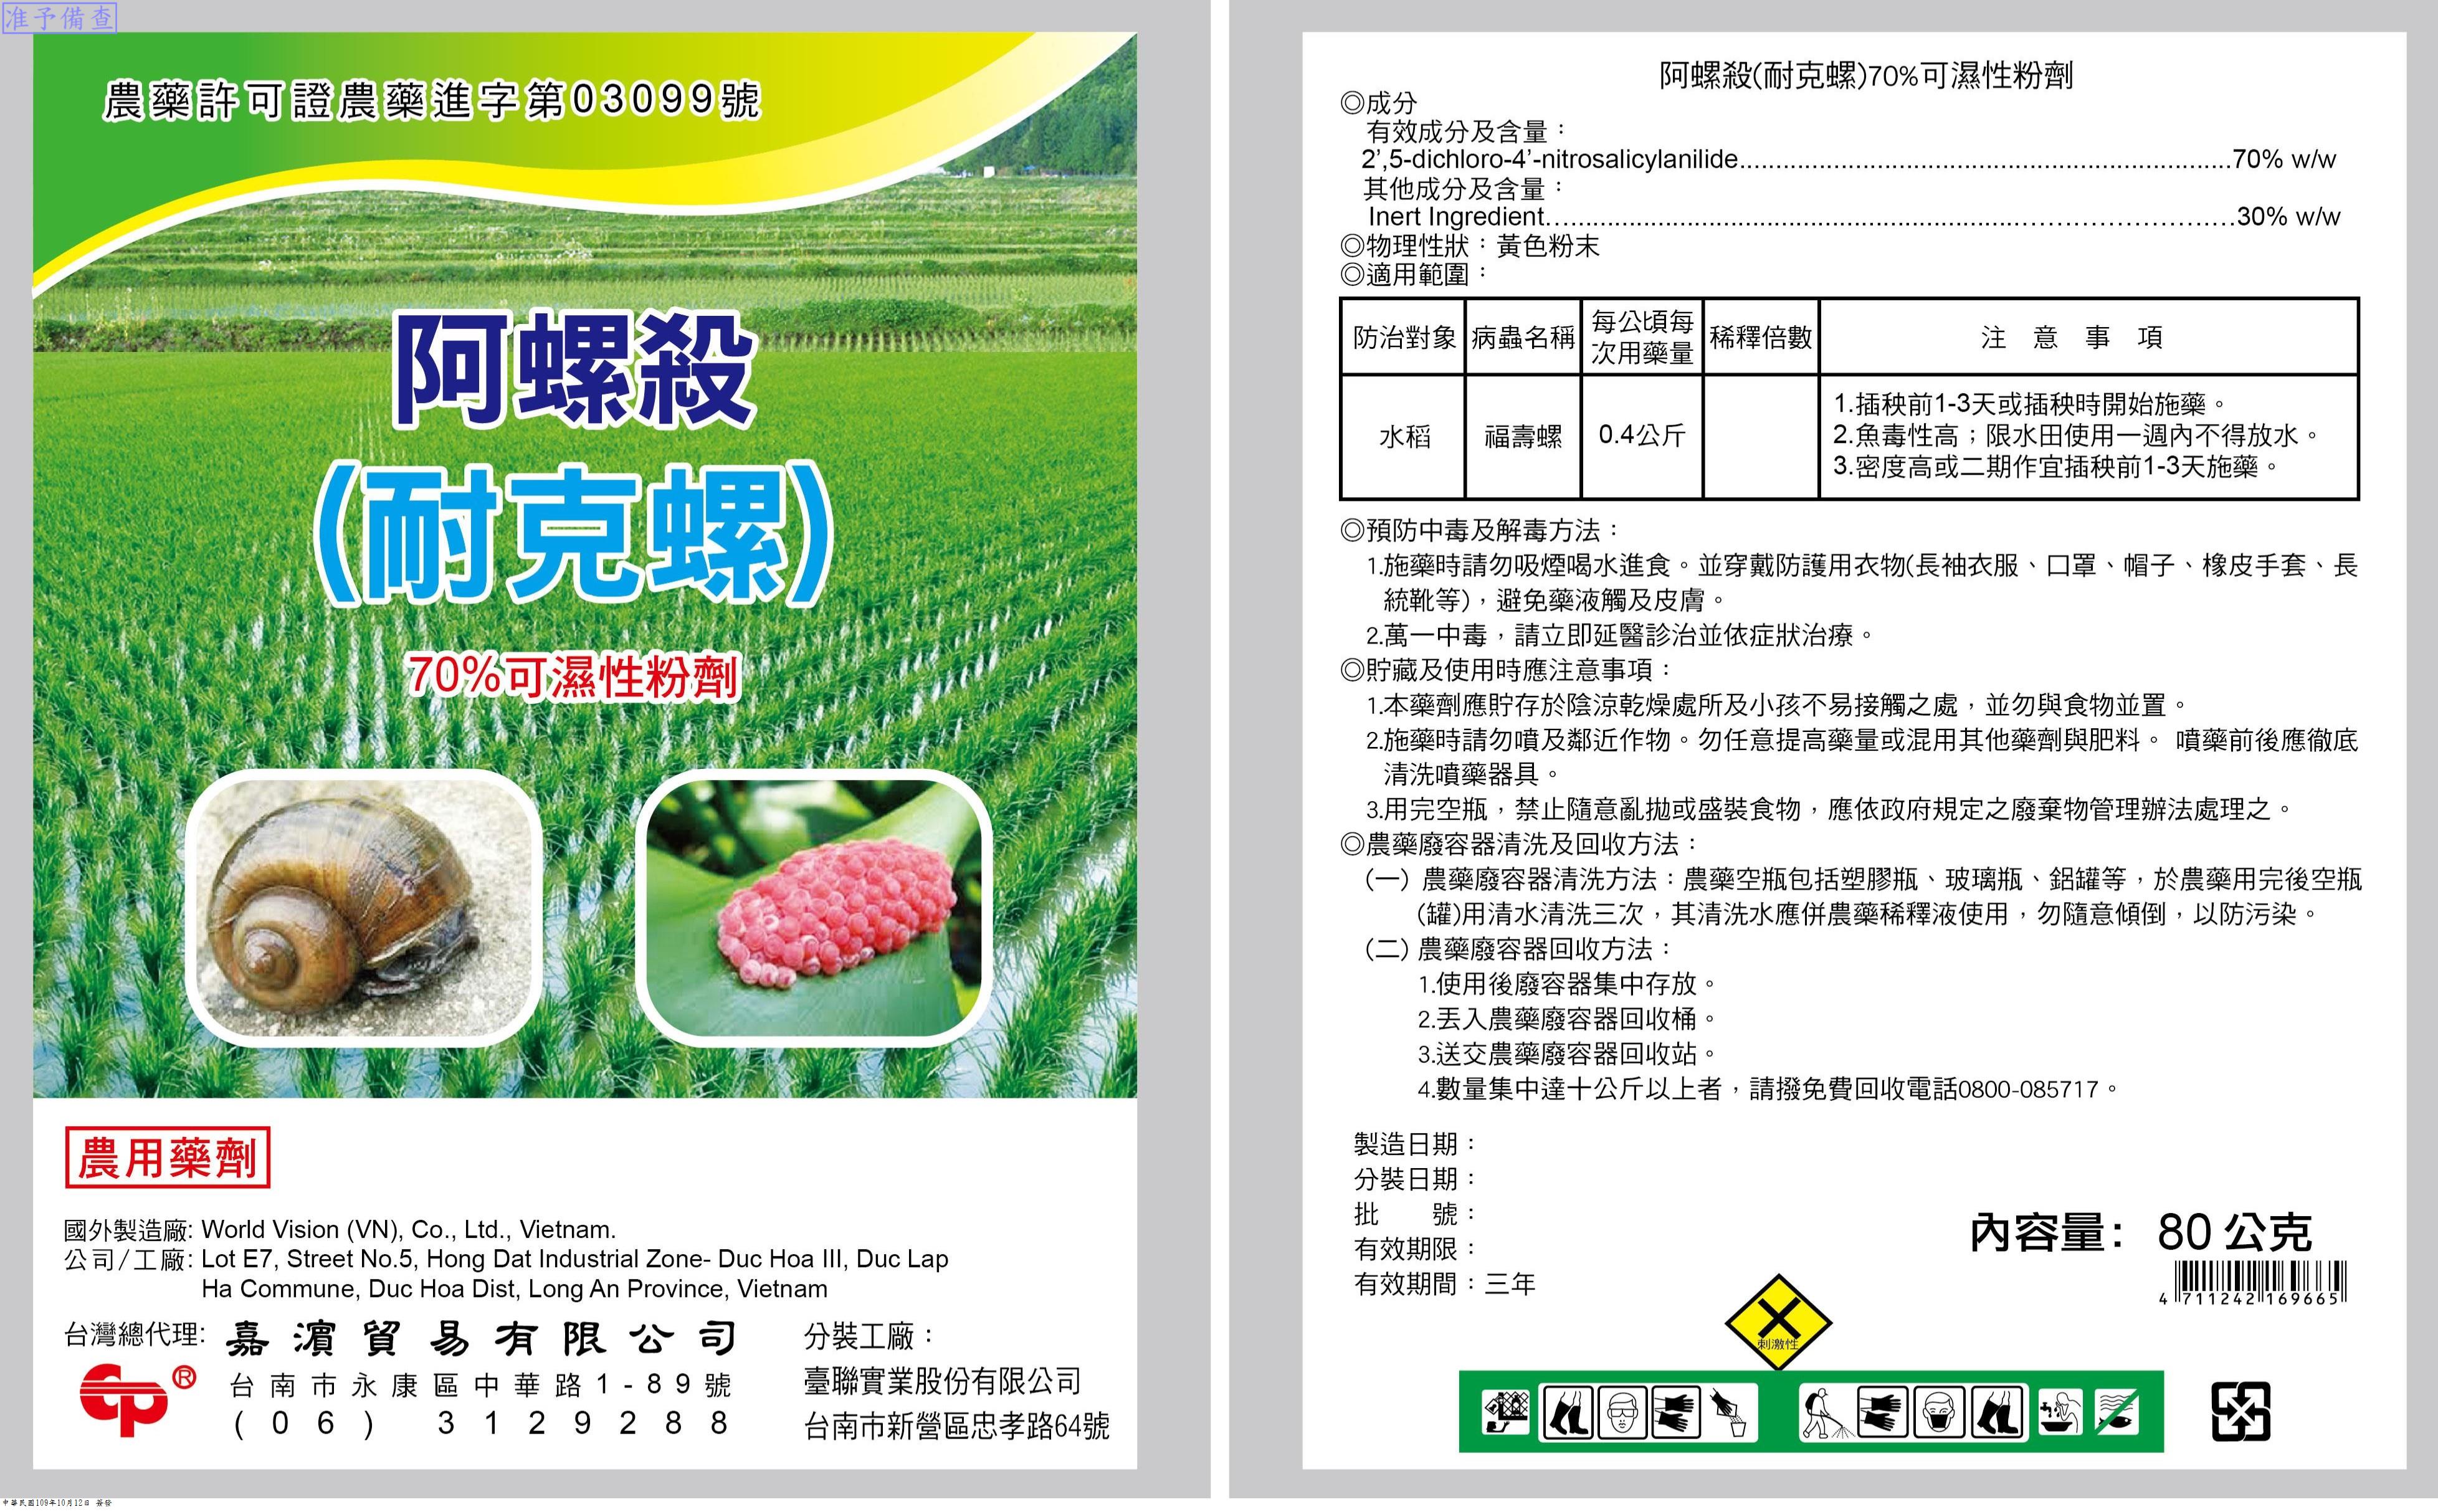 准予備查
農藥許可證農藥進字第03099號
阿螺殺
(耐克螺)
70%可濕性粉劑
農用藥劑
國外製造廠: World Vision (VN), Co., Ltd., Vietnam.
公司/工廠: Lot E7, Street No.5, Hong Dat Industrial Zone- Duc Hoa III, Duc Lap
Ha Commune, Duc Hoa Dist, Long An Province, Vietnam
台灣總代理: 嘉濵貿易有限公司
CP®
台南市永康區中華路1-89號
(06) 3129288
分裝工廠：
臺聯實業股份有限公司
台南市新營區忠孝路64號
中華民國109年10月12日 簽發
阿螺殺(耐克螺)70%可濕性粉劑
◎成分
有效成分及含量：
2’,5-dichloro-4’-nitrosalicylanilide....................................................................70% w/w
其他成分及含量：
Inert Ingredient................................................................................................30% w/w
◎物理性狀：黃色粉末
◎適用範圍：
防治對象 病蟲名稱 每公頃每次用藥量 稀釋倍數 注意事項
水稻 福壽螺 0.4公斤
1.插秧前1-3天或插秧時開始施藥。
2.魚毒性高；限水田使用一週內不得放水。
3.密度高或二期作宜插秧前1-3天施藥。
◎預防中毒及解毒方法：
1.施藥時請勿吸煙喝水進食。並穿戴防護用衣物(長袖衣服、口罩、帽子、橡皮手套、長
統靴等)，避免藥液觸及皮膚。
2.萬一中毒，請立即延醫診治並依症狀治療。
◎貯藏及使用時應注意事項：
1.本藥劑應貯存於陰涼乾燥處所及小孩不易接觸之處，並勿與食物並置。
2.施藥時請勿噴及鄰近作物。勿任意提高藥量或混用其他藥劑與肥料。 噴藥前後應徹底
清洗噴藥器具。
3.用完空瓶，禁止隨意亂拋或盛裝食物，應依政府規定之廢棄物管理辦法處理之。
◎農藥廢容器清洗及回收方法：
(一) 農藥廢容器清洗方法：農藥空瓶包括塑膠瓶、玻璃瓶、鋁罐等，於農藥用完後空瓶
(罐)用清水清洗三次，其清洗水應併農藥稀釋液使用，勿隨意傾倒，以防污染。
(二) 農藥廢容器回收方法：
1.使用後廢容器集中存放。
2.丟入農藥廢容器回收桶。
3.送交農藥廢容器回收站。
4.數量集中達十公斤以上者，請撥免費回收電話0800-085717。
製造日期：
分裝日期：
批　　號：
有效期限：
有效期間：三年
內容量： 80 公克
4 711242 169665
刺激性